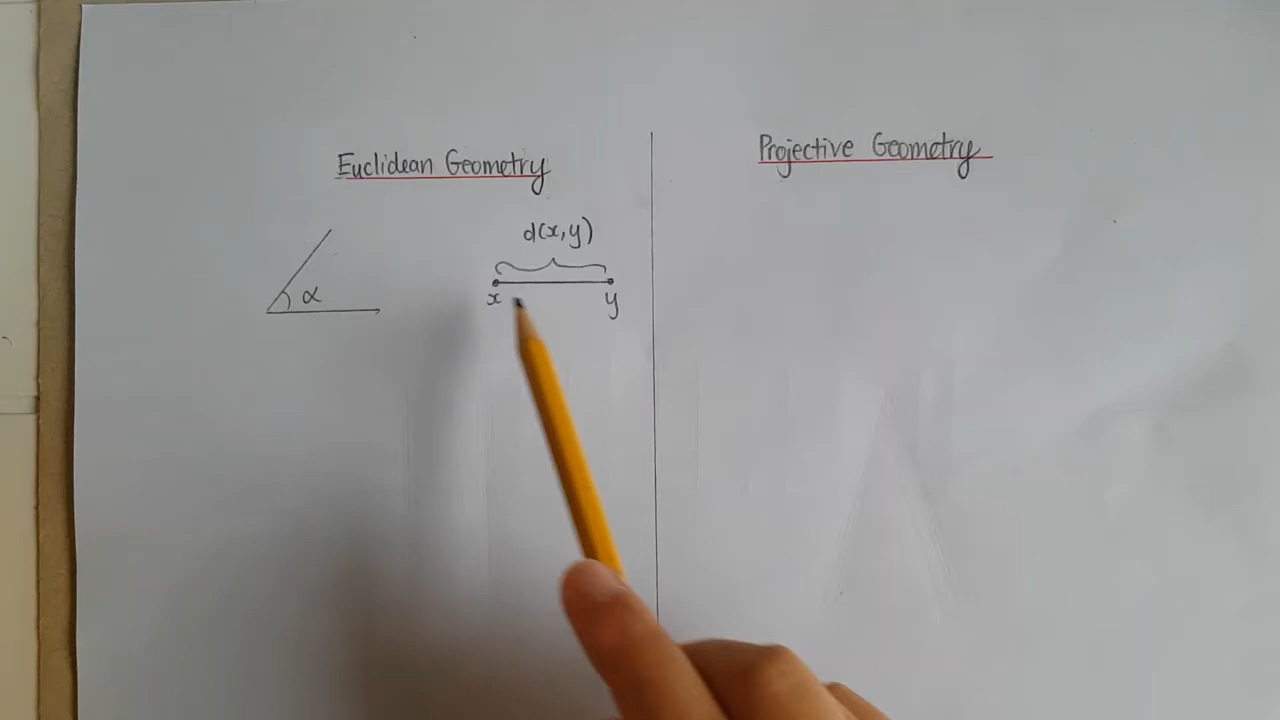 Euclidean Geometry
Projective Geometry
d(x,y)
α
x
y